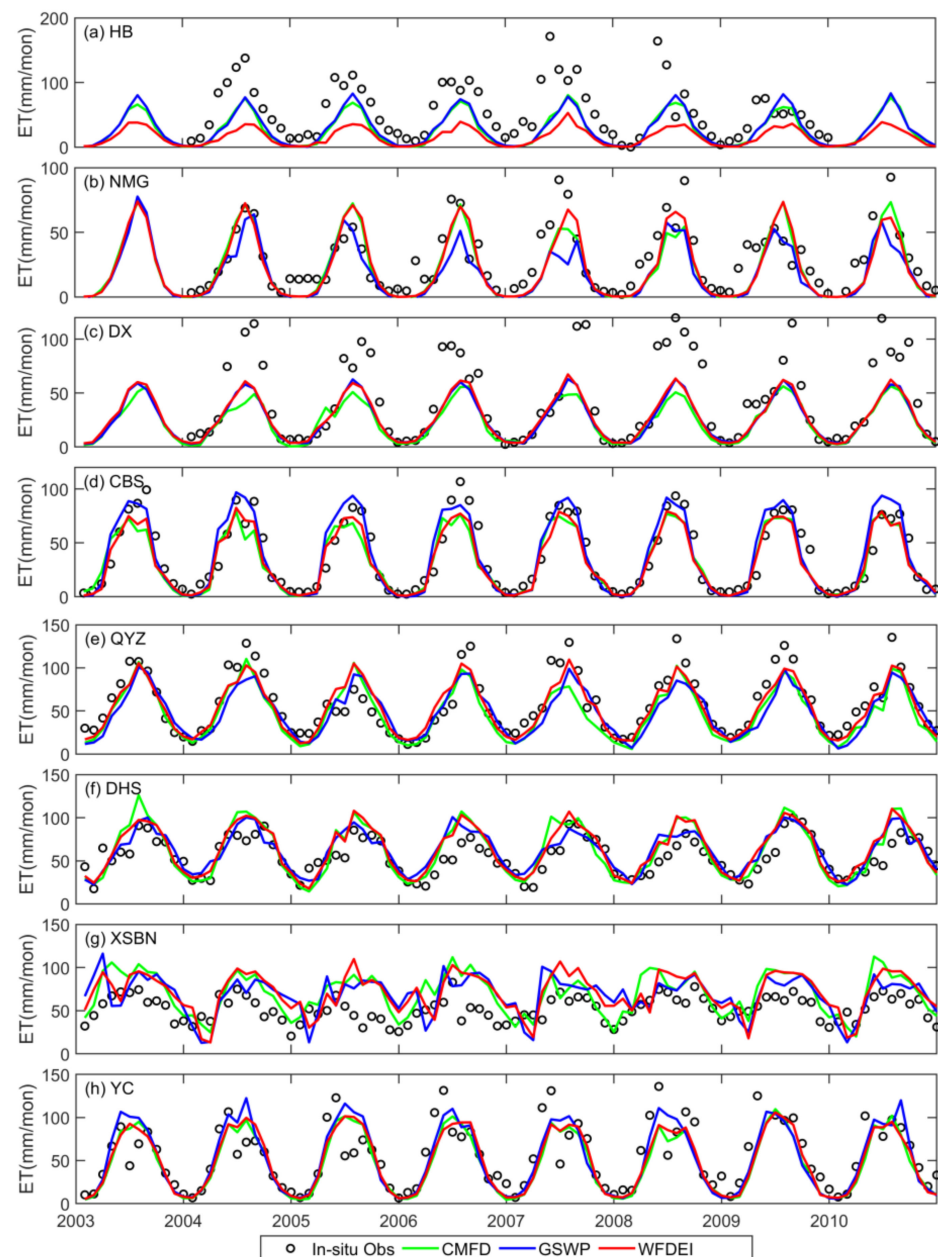 (a) HB
ET(mm/mon)
200
100
0
(b) NMG
ET(mm/mon)
100
50
0
(c) DX
ET(mm/mon)
100
50
0
(d) CBS
ET(mm/mon)
100
50
0
(e) QYZ
ET(mm/mon)
150
100
50
0
(f) DHS
ET(mm/mon)
150
100
50
0
(g) XSBN
ET(mm/mon)
150
100
50
0
(h) YC
ET(mm/mon)
150
100
50
0
2003 2004 2005 2006 2007 2008 2009 2010
In-situ Obs CMFD GSWP WFDEI